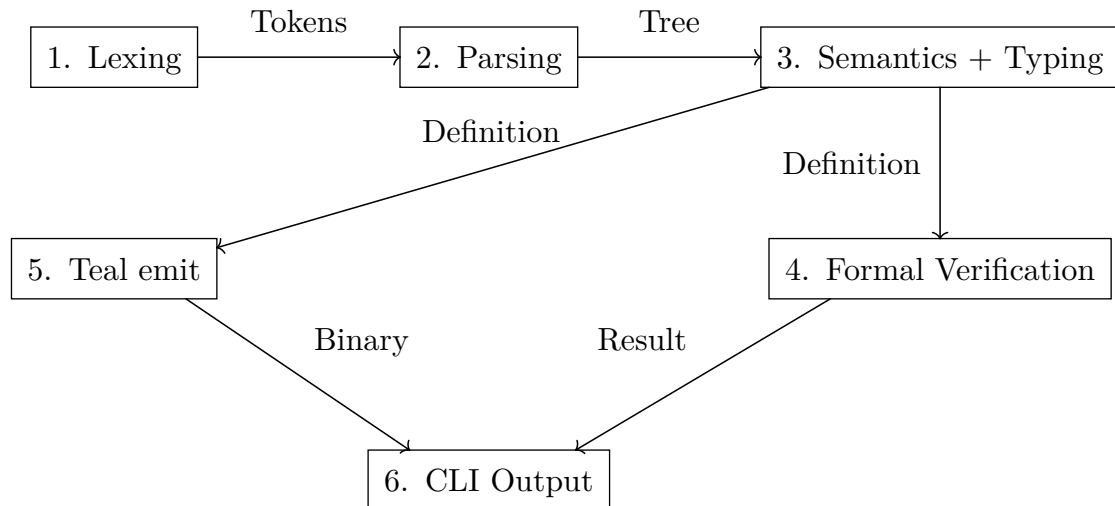 Tokens
Tree
1. Lexing
2. Parsing
3. Semantics + Typing
Definition
Definition
5. Teal emit
4. Formal Verification
Binary
Result
6. CLI Output